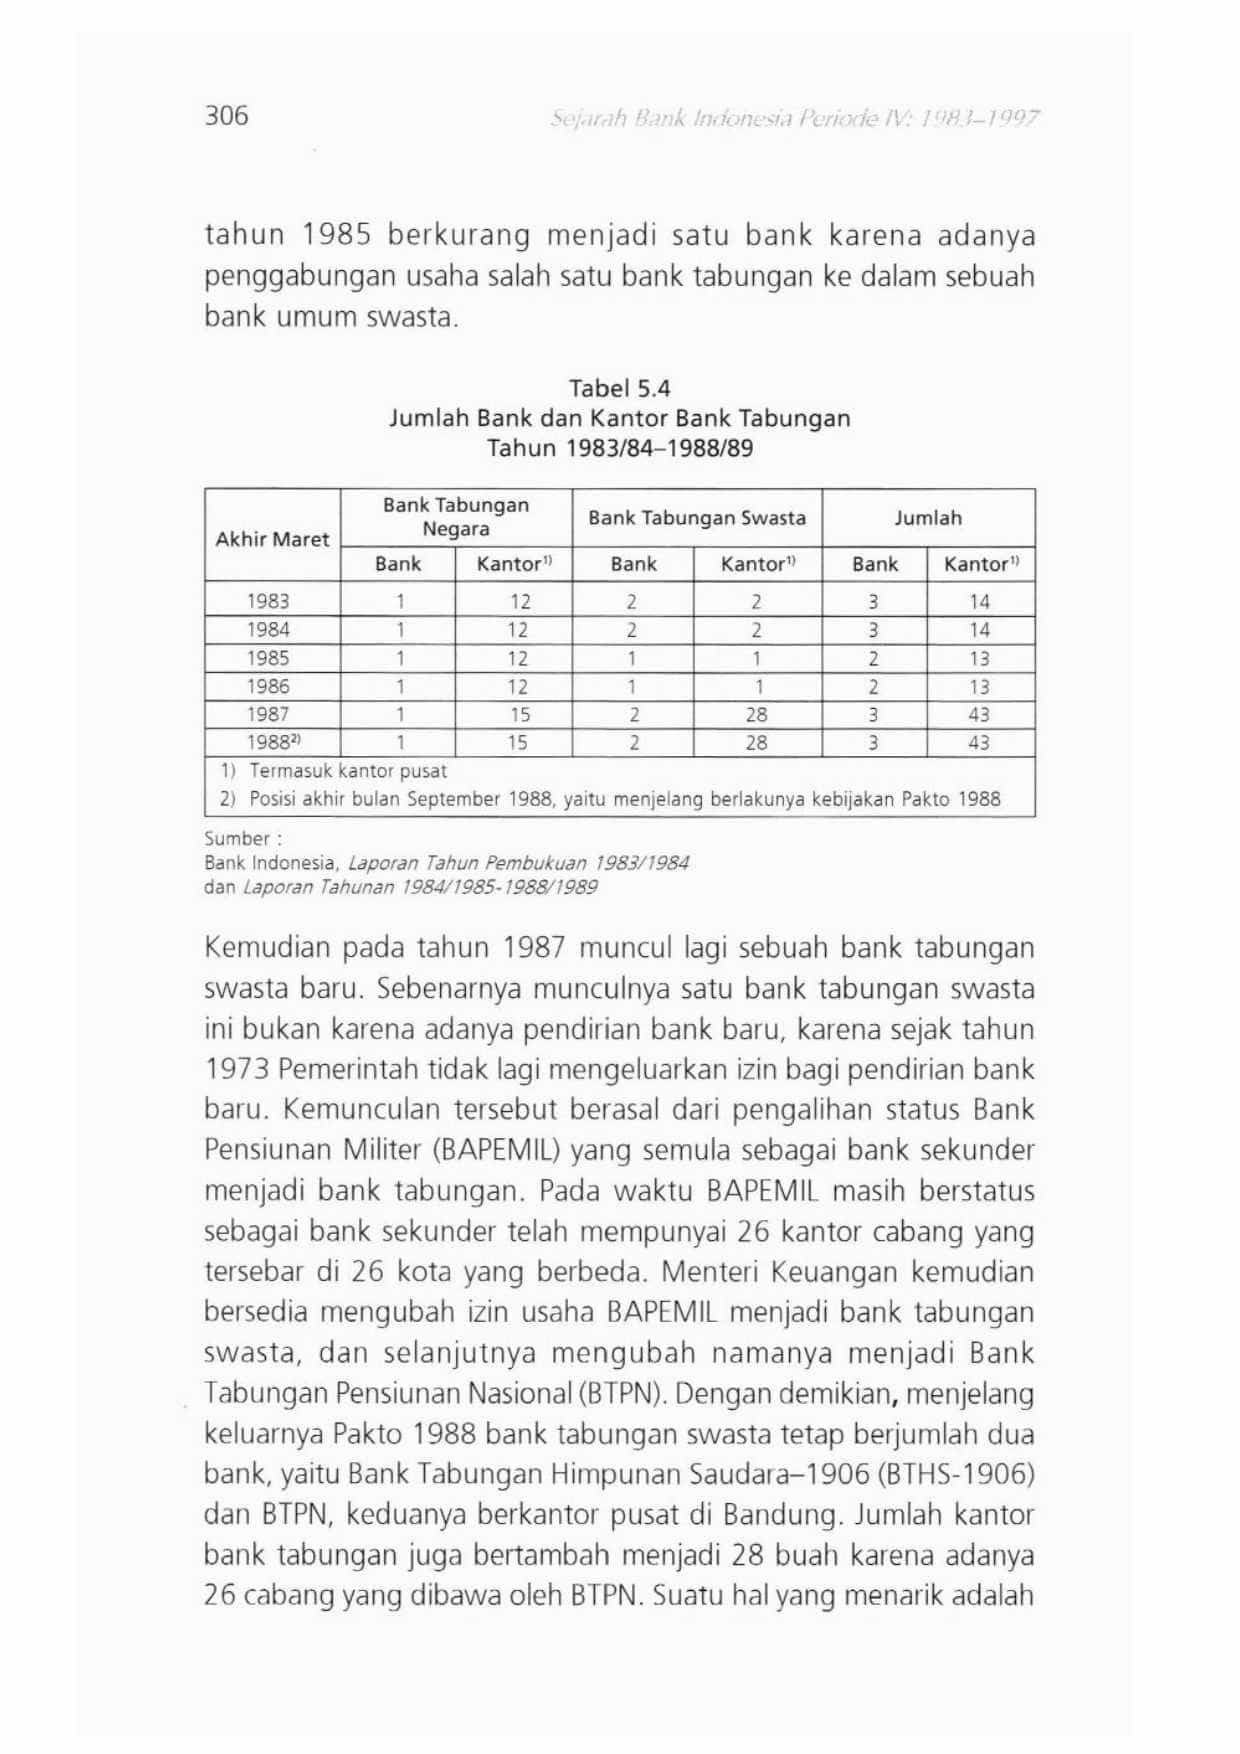 306
Sejarah Bank Indonesia Periode IV: 1983–1997
tahun 1985 berkurang menjadi satu bank karena adanya
penggabungan usaha salah satu bank tabungan ke dalam sebuah
bank umum swasta.
Tabel 5.4
Jumlah Bank dan Kantor Bank Tabungan
Tahun 1983/84–1988/89
Akhir Maret Bank Tabungan Negara Bank Tabungan Swasta Jumlah
Bank Kantor¹⁾ Bank Kantor¹⁾ Bank Kantor¹⁾
1983 1 12 2 2 3 14
1984 1 12 2 2 3 14
1985 1 12 1 1 2 13
1986 1 12 1 1 2 13
1987 1 15 2 28 3 43
1988²⁾ 1 15 2 28 3 43
1) Termasuk kantor pusat
2) Posisi akhir bulan September 1988, yaitu menjelang berlakunya kebijakan Pakto 1988
Sumber :
Bank Indonesia, Laporan Tahun Pembukuan 1983/1984
dan Laporan Tahunan 1984/1985-1988/1989
Kemudian pada tahun 1987 muncul lagi sebuah bank tabungan
swasta baru. Sebenarnya munculnya satu bank tabungan swasta
ini bukan karena adanya pendirian bank baru, karena sejak tahun
1973 Pemerintah tidak lagi mengeluarkan izin bagi pendirian bank
baru. Kemunculan tersebut berasal dari pengalihan status Bank
Pensiunan Militer (BAPEMIL) yang semula sebagai bank sekunder
menjadi bank tabungan. Pada waktu BAPEMIL masih berstatus
sebagai bank sekunder telah mempunyai 26 kantor cabang yang
tersebar di 26 kota yang berbeda. Menteri Keuangan kemudian
bersedia mengubah izin usaha BAPEMIL menjadi bank tabungan
swasta, dan selanjutnya mengubah namanya menjadi Bank
Tabungan Pensiunan Nasional (BTPN). Dengan demikian, menjelang
keluarnya Pakto 1988 bank tabungan swasta tetap berjumlah dua
bank, yaitu Bank Tabungan Himpunan Saudara–1906 (BTHS-1906)
dan BTPN, keduanya berkantor pusat di Bandung. Jumlah kantor
bank tabungan juga bertambah menjadi 28 buah karena adanya
26 cabang yang dibawa oleh BTPN. Suatu hal yang menarik adalah